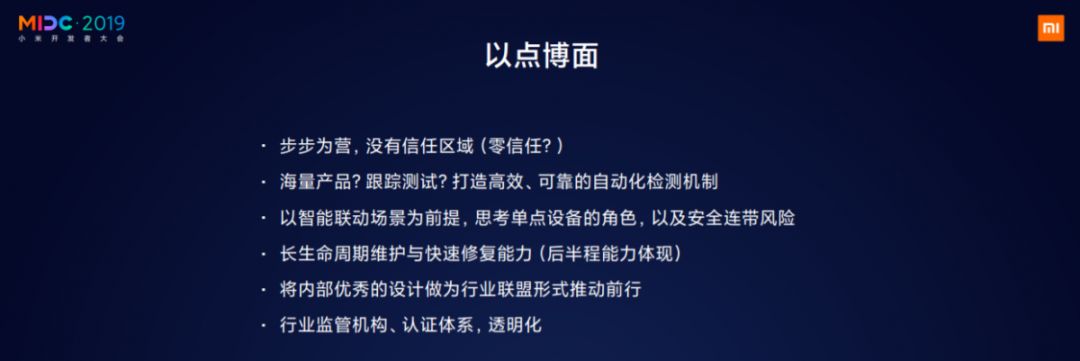 MIDC·2019
小米开发者大会
以点博面
· 步步为营，没有信任区域（零信任？）
· 海量产品？跟踪测试？打造高效、可靠的自动化检测机制
· 以智能联动场景为前提，思考单点设备的角色，以及安全连带风险
· 长生命周期维护与快速修复能力（后半程能力体现）
· 将内部优秀的设计做为行业联盟形式推动前行
· 行业监管机构、认证体系，透明化